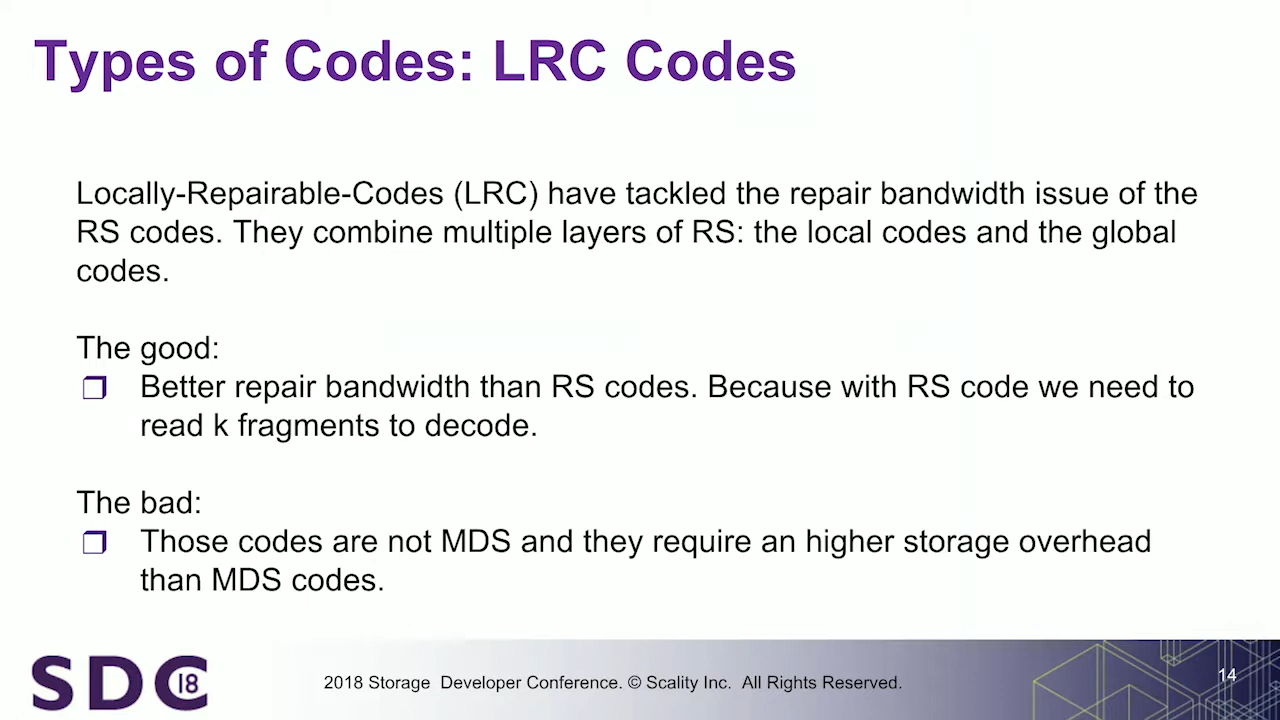 Types of Codes: LRC Codes
Locally-Repairable-Codes (LRC) have tackled the repair bandwidth issue of the
RS codes. They combine multiple layers of RS: the local codes and the global
codes.
The good:
❒ Better repair bandwidth than RS codes. Because with RS code we need to
read k fragments to decode.
The bad:
❒ Those codes are not MDS and they require an higher storage overhead
than MDS codes.
SDC 18
2018 Storage Developer Conference. © Scality Inc. All Rights Reserved.
14